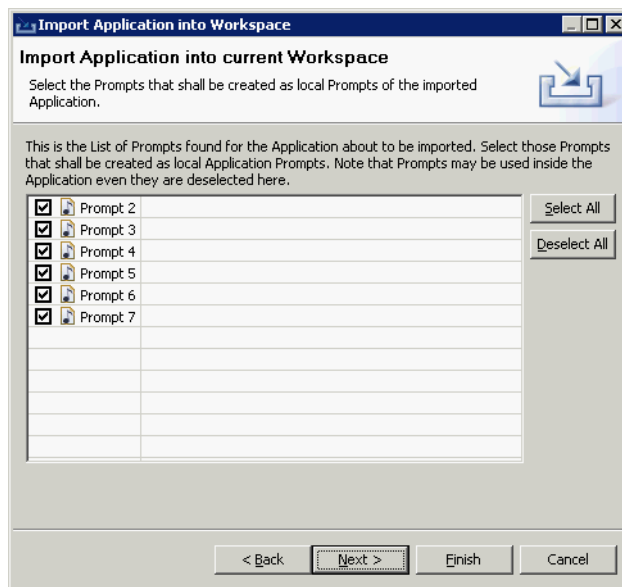 Import Application into Workspace
Import Application into current Workspace
Select the Prompts that shall be created as local Prompts of the imported
Application.
This is the List of Prompts found for the Application about to be imported. Select those Prompts
that shall be created as local Application Prompts. Note that Prompts may be used inside the
Application even they are deselected here.
Prompt 2
Select All
Prompt 3
Prompt 4
Deselect All
Prompt 5
Prompt 6
Prompt 7
< Back Next > Finish Cancel